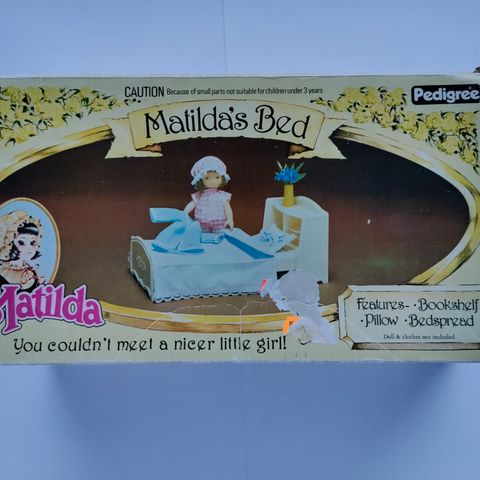 CAUTION Because of small parts not suitable for children under 3 years
Pedigree
Matilda's Bed
Matilda®
Features- ·Bookshelf
·Pillow ·Bedspread
Doll & clothes not included
You couldn't meet a nicer little girl!